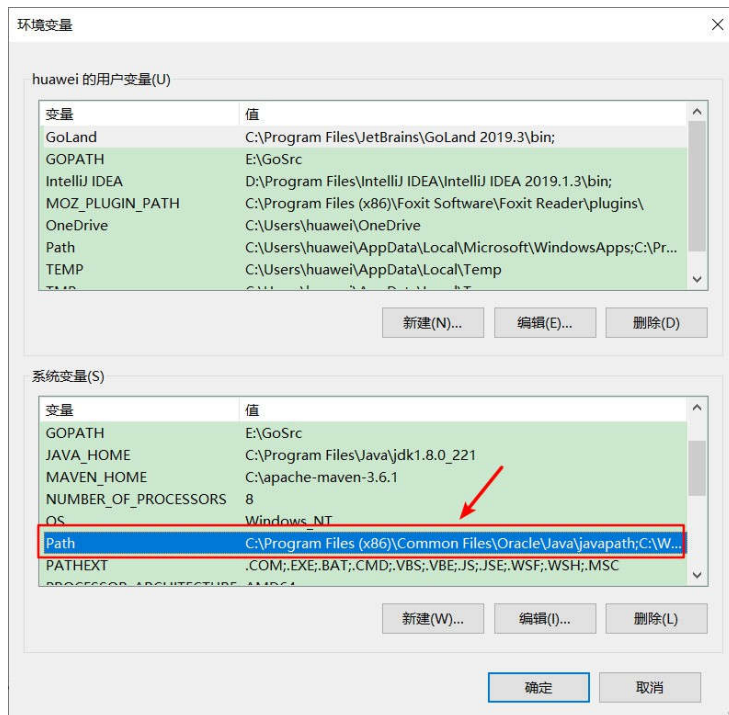 环境变量
huawei 的用户变量(U)
变量 值
GoLand C:\Program Files\JetBrains\GoLand 2019.3\bin;
GOPATH E:\GoSrc
IntelliJ IDEA D:\Program Files\IntelliJ IDEA\IntelliJ IDEA 2019.1.3\bin;
MOZ_PLUGIN_PATH C:\Program Files (x86)\Foxit Software\Foxit Reader\plugins\
OneDrive C:\Users\huawei\OneDrive
Path C:\Users\huawei\AppData\Local\Microsoft\WindowsApps;C:\Pr...
TEMP C:\Users\huawei\AppData\Local\Temp
新建(N)... 编辑(E)... 删除(D)
系统变量(S)
变量 值
GOPATH E:\GoSrc
JAVA_HOME C:\Program Files\Java\jdk1.8.0_221
MAVEN_HOME C:\apache-maven-3.6.1
NUMBER_OF_PROCESSORS 8
OS Windows_NT
Path C:\Program Files (x86)\Common Files\Oracle\Java\javapath;C:\W...
PATHEXT .COM;.EXE;.BAT;.CMD;.VBS;.VBE;.JS;.JSE;.WSF;.WSH;.MSC
PROCESSOR_ARCHITECTURE AMD64
新建(W)... 编辑(I)... 删除(L)
确定 取消